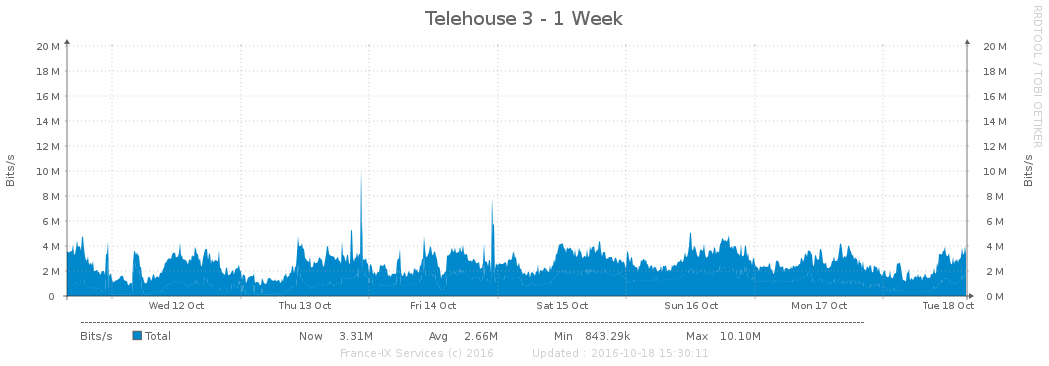 Telehouse 3 - 1 Week
RRDTOOL / TOBI OETIKER
Bits/s
20 M 20 M
18 M 18 M
16 M 16 M
14 M 14 M
12 M 12 M
10 M 10 M
8 M 8 M
6 M 6 M
4 M 4 M
2 M 2 M
0 0 M
Bits/s
Wed 12 Oct Thu 13 Oct Fri 14 Oct Sat 15 Oct Sun 16 Oct Mon 17 Oct Tue 18 Oct
Bits/s Total Now 3.31M Avg 2.66M Min 843.29k Max 10.10M
France-IX Services (c) 2016 Updated : 2016-10-18 15:30:11